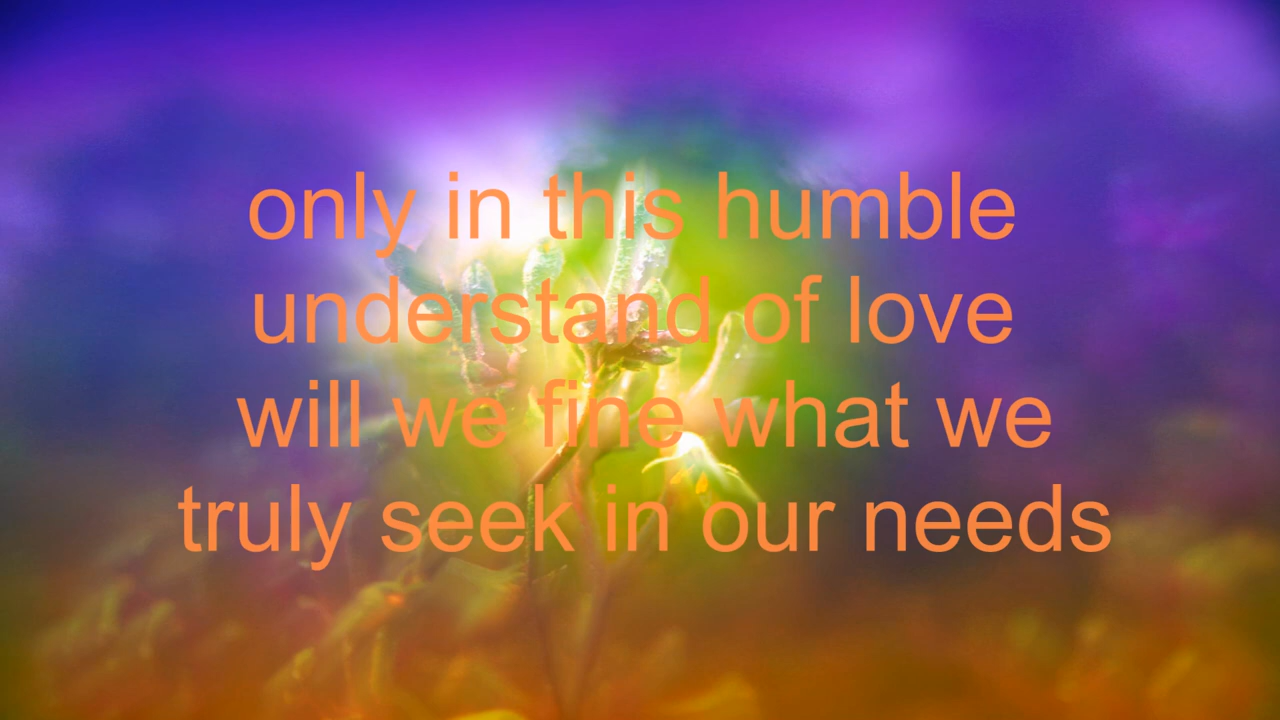 only in this humble
understand of love
will we fine what we
truly seek in our needs